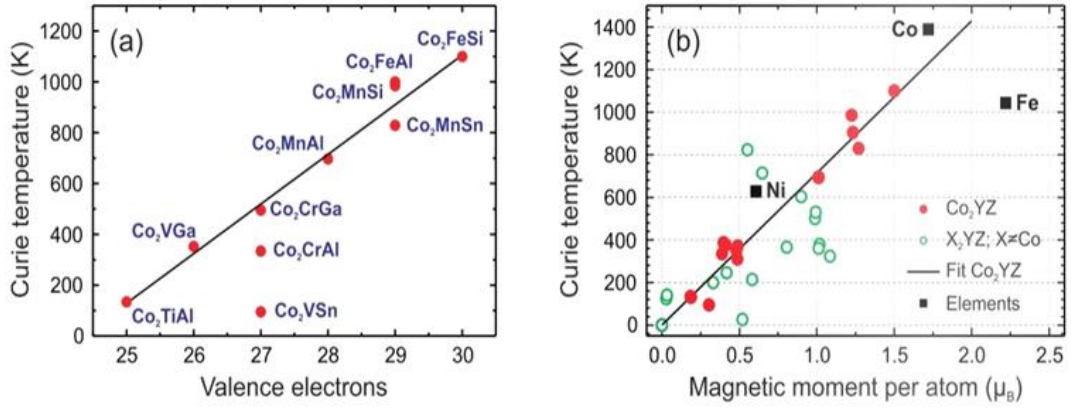 (a)
Curie temperature (K)
1200
1000
800
600
400
200
0
Co₂FeSi
Co₂FeAl
Co₂MnSi
Co₂MnSn
Co₂MnAl
Co₂CrGa
Co₂VGa
Co₂CrAl
Co₂VSn
Co₂TiAl
25 26 27 28 29 30
Valence electrons
(b)
Curie temperature (K)
1400
1200
1000
800
600
400
200
0
Co
Fe
Ni
Co₂YZ
X₂YZ; X≠Co
Fit Co₂YZ
Elements
0.0 0.5 1.0 1.5 2.0 2.5
Magnetic moment per atom (μ_B)